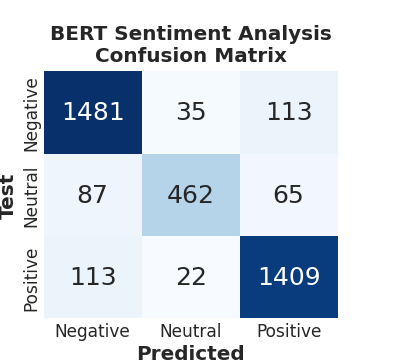 BERT Sentiment Analysis
Confusion Matrix
Test
Negative 1481 35 113
Neutral 87 462 65
Positive 113 22 1409
Negative Neutral Positive
Predicted